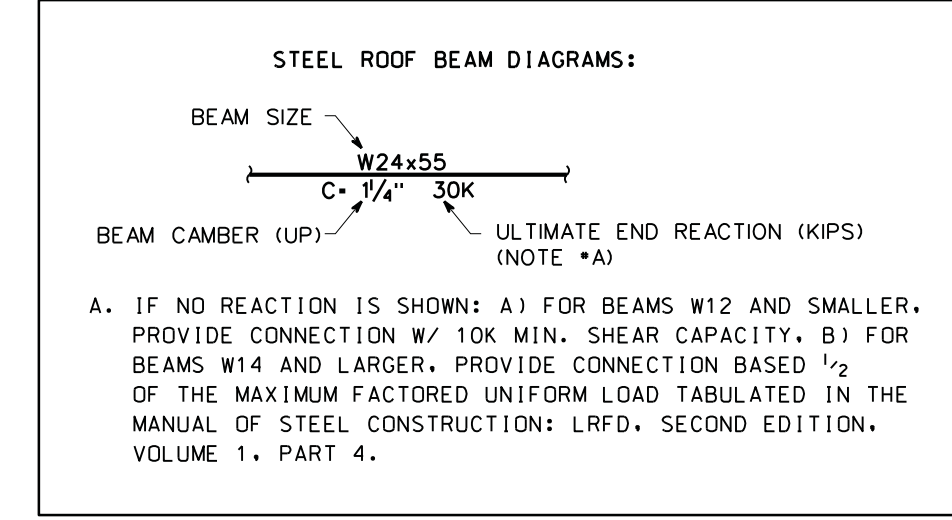 STEEL ROOF BEAM DIAGRAMS:
BEAM SIZE
W24x55
C= 1 1/4" 30K
BEAM CAMBER (UP)
ULTIMATE END REACTION (KIPS)
(NOTE #A)
A. IF NO REACTION IS SHOWN: A) FOR BEAMS W12 AND SMALLER,
PROVIDE CONNECTION W/ 10K MIN. SHEAR CAPACITY, B) FOR
BEAMS W14 AND LARGER, PROVIDE CONNECTION BASED 1/2
OF THE MAXIMUM FACTORED UNIFORM LOAD TABULATED IN THE
MANUAL OF STEEL CONSTRUCTION: LRFD, SECOND EDITION,
VOLUME 1, PART 4.